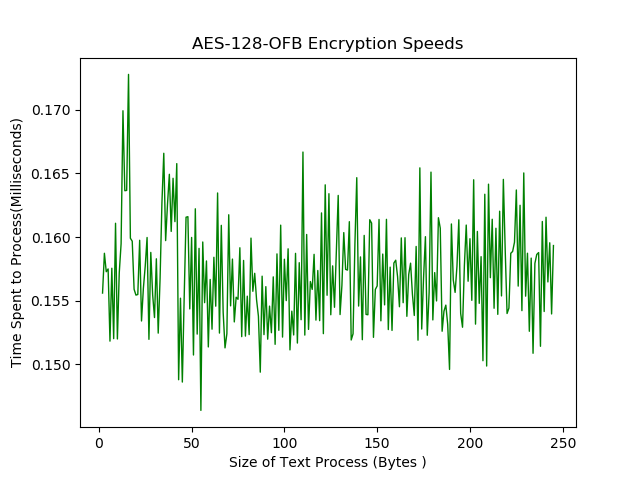 AES-128-OFB Encryption Speeds
Time Spent to Process(Milliseconds)
0.170
0.165
0.160
0.155
0.150
0 50 100 150 200 250
Size of Text Process (Bytes )